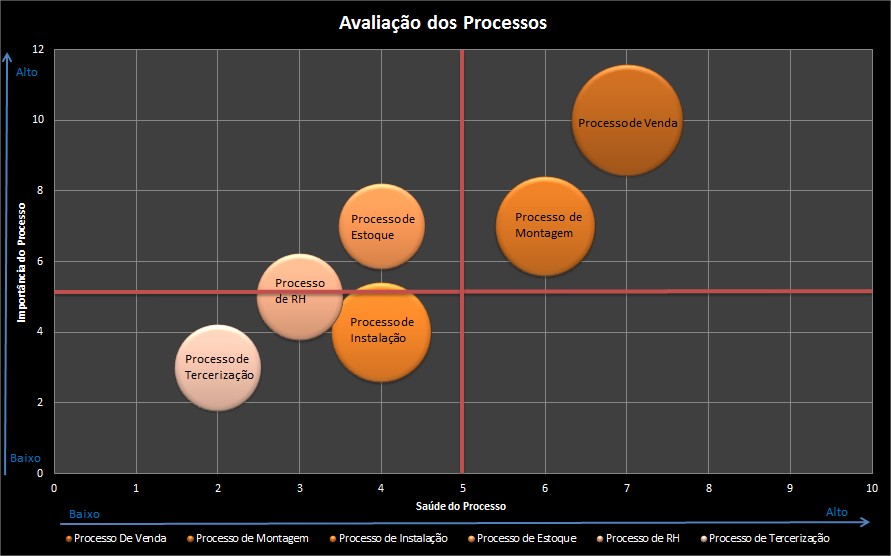 Avaliação dos Processos
12
Alto
10
Processo de Venda
8
Processo de
Estoque
Processo de
Montagem
Importância do Processo
6
Processo
de RH
4
Processo de
Instalação
Processo de
Tercerização
2
Baixo
0
0 1 2 3 4 5 6 7 8 9 10
Baixo
Saúde do Processo
Alto
Processo De Venda Processo de Montagem Processo de Instalação Processo de Estoque Processo de RH Processo de Tercerização